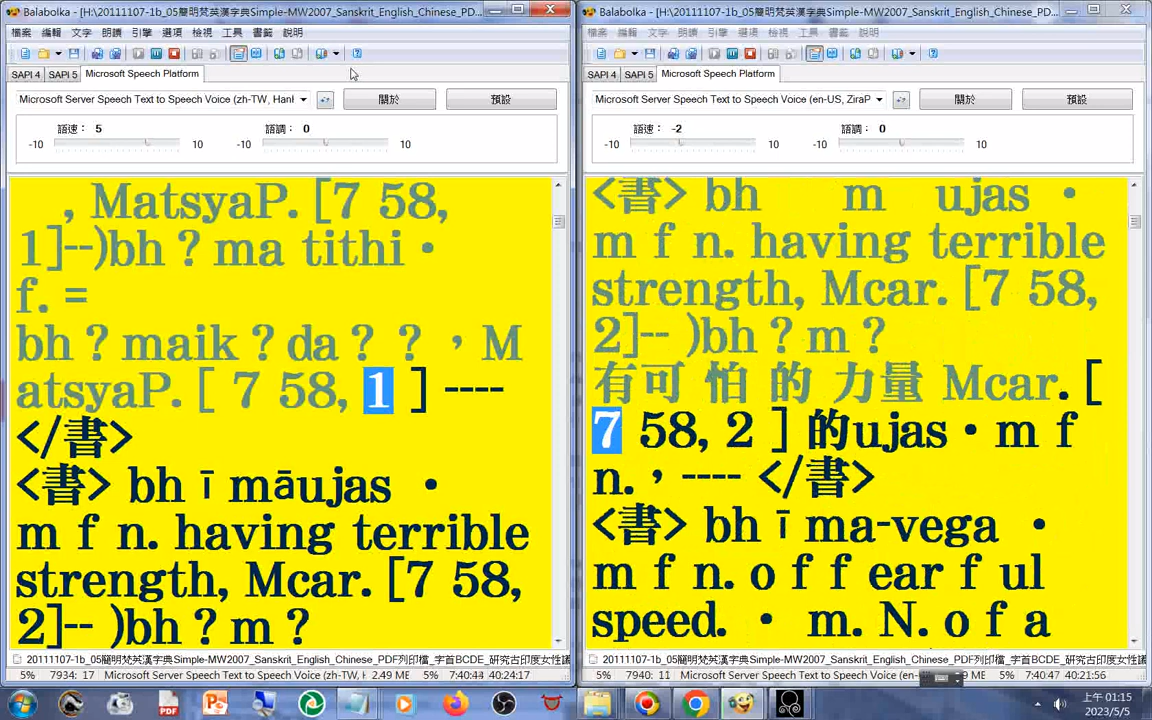 Balabolka - [H:\20111107-1b_05簡明梵英漢字典Simple-MW2007_Sanskrit_English_Chinese_PD...
檔案 編輯 文字 朗讀 引擎 選項 檢視 工具 書籤 說明
SAPI 4 SAPI 5 Microsoft Speech Platform
Microsoft Server Speech Text to Speech Voice (zh-TW, HanH 關於 預設
語速： 5 語調： 0
-10 10 -10 10
, MatsyaP. [7 58,
1]--)bh ? ma tithi •
f. =
bh ? maik ? da ? ? ，M
atsyaP. [ 7 58, 1 ] ----
</書>
<書> bh ī māujas •
m f n. having terrible
strength, Mcar. [7 58,
2]-- )bh ? m ?
20111107-1b_05簡明梵英漢字典Simple-MW2007_Sanskrit_English_Chinese_PDF列印檔_字首BCDE_研究古印度女性議
5% 7934: 17 Microsoft Server Speech Text to Speech Voice (zh-TW, H 2.49 ME 5% 7:40:44 40:24:17
Balabolka - [H:\20111107-1b_05簡明梵英漢字典Simple-MW2007_Sanskrit_English_Chinese_PD...
檔案 編輯 文字 朗讀 引擎 選項 檢視 工具 書籤 說明
SAPI 4 SAPI 5 Microsoft Speech Platform
Microsoft Server Speech Text to Speech Voice (en-US, ZiraP 關於 預設
語速： -2 語調： 0
-10 10 -10 10
<書> bh m ujas •
m f n. having terrible
strength, Mcar. [7 58,
2]-- )bh ? m ?
有可 怕 的 力量 Mcar. [
7 58, 2 ] 的ujas • m f
n. ，---- </書>
<書> bh ī ma-vega •
m f n. o f f ear f ul
speed. • m. N. o f a
20111107-1b_05簡明梵英漢字典Simple-MW2007_Sanskrit_English_Chinese_PDF列印檔_字首BCDE_研究古印度女性議
5% 7940: 11 Microsoft Server Speech Text to Speech Voice (en-US 9 ME 5% 7:40:47 40:21:56
上午 01:15
2023/5/5